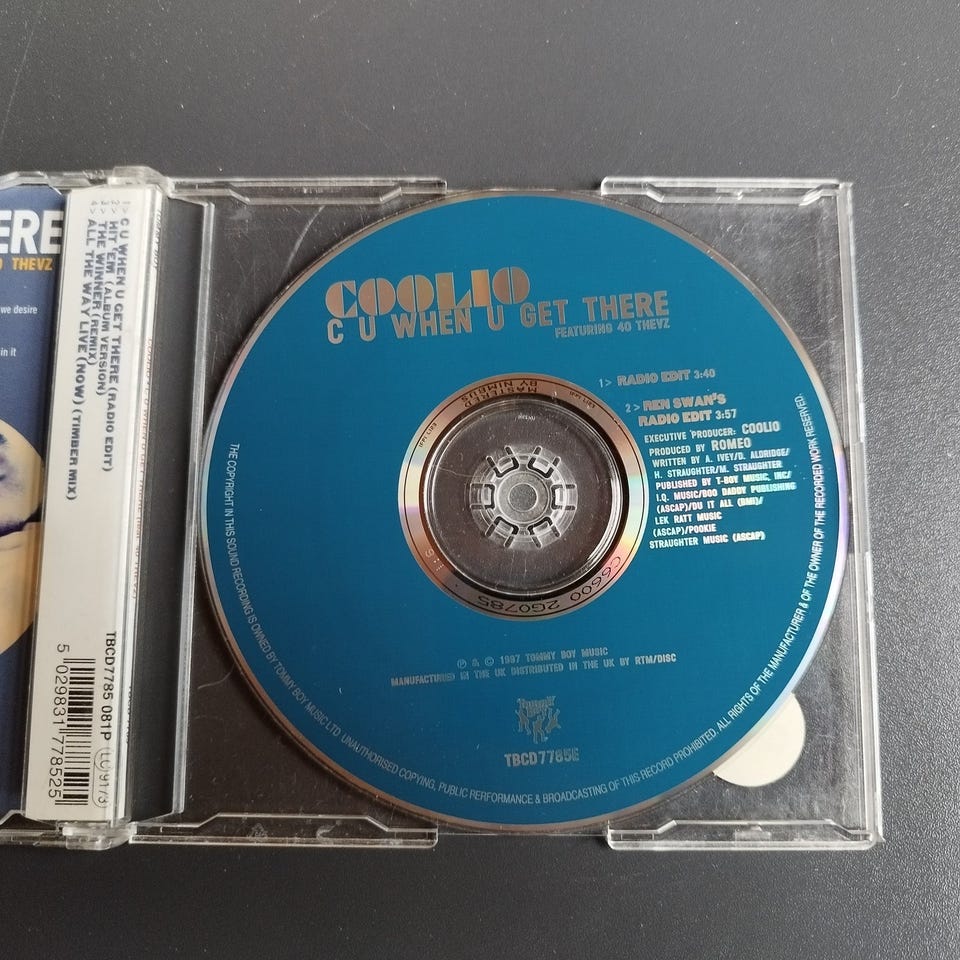 ERE
0 THEVZ
we desire
in it
1> C U WHEN U GET THERE (RADIO EDIT)
2> HIT 'EM (ALBUM VERSION)
3> THE WINNER (REMIX)
4> ALL THE WAY LIVE (NOW) (TIMBER MIX)
TBCD7785 081P
LC/9173
5 029831 778525
COOLIO
C U WHEN U GET THERE
FEATURING 40 THEVZ
1> RADIO EDIT 3:40
2> REN SWAN'S
RADIO EDIT 3:57
EXECUTIVE PRODUCER: COOLIO
PRODUCED BY ROMEO
WRITTEN BY A. IVEY/D. ALDRIDGE/
H. STRAUGHTER/M. STRAUGHTER
PUBLISHED BY T-BOY MUSIC, INC/
I.Q. MUSIC/BOO DADDY PUBLISHING
(ASCAP)/DU IT ALL (BMI)/
LEK RATT MUSIC
(ASCAP)/POOKIE
STRAUGHTER MUSIC (ASCAP)
MASTERED
BY NIMBUS
C6600 2G0785
℗ & © 1997 TOMMY BOY MUSIC
MANUFACTURED IN THE UK DISTRIBUTED IN THE UK BY RTM/DISC
TBCD7785E
THE COPYRIGHT IN THIS SOUND RECORDING IS OWNED BY TOMMY BOY MUSIC LTD. UNAUTHORISED COPYING, PUBLIC PERFORMANCE & BROADCASTING OF THIS RECORD PROHIBITED. ALL RIGHTS OF THE MANUFACTURER & OF THE OWNER OF THE RECORDED WORK RESERVED.